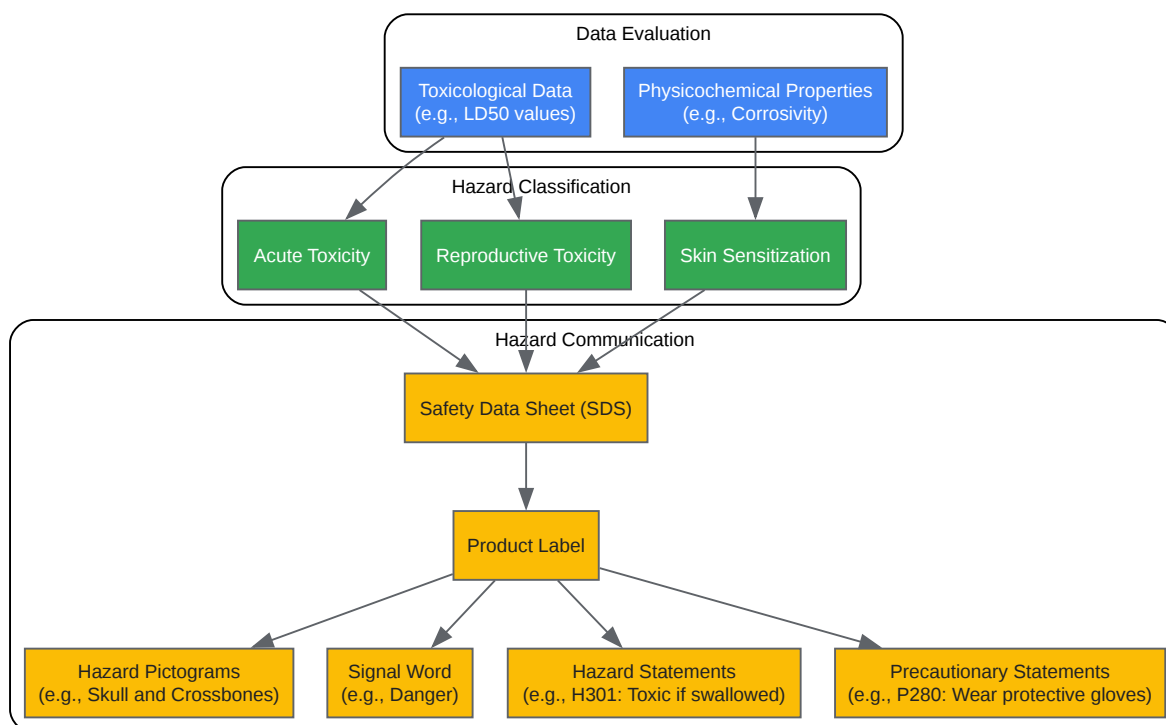 Data Evaluation
Toxicological Data
(e.g., LD50 values)
Physicochemical Properties
(e.g., Corrosivity)
Hazard Classification
Acute Toxicity
Reproductive Toxicity
Skin Sensitization
Hazard Communication
Safety Data Sheet (SDS)
Product Label
Hazard Pictograms
(e.g., Skull and Crossbones)
Signal Word
(e.g., Danger)
Hazard Statements
(e.g., H301: Toxic if swallowed)
Precautionary Statements
(e.g., P280: Wear protective gloves)